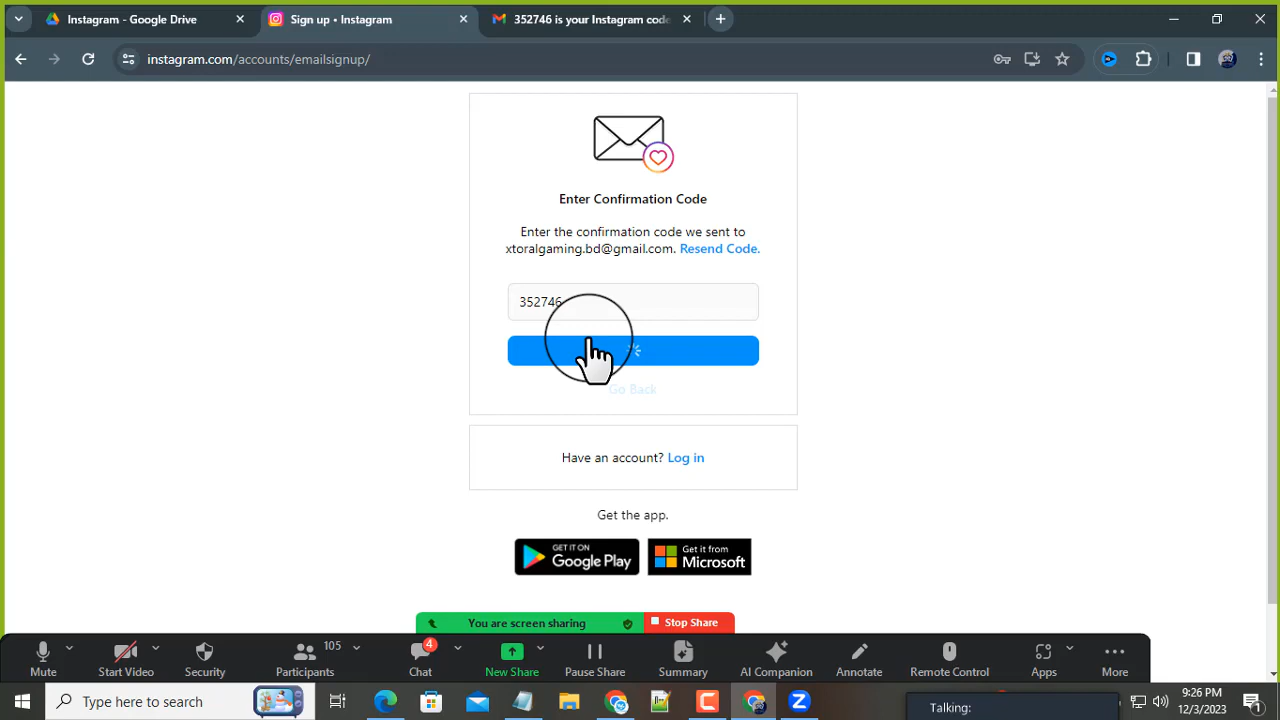 Instagram - Google Drive
Sign up • Instagram
352746 is your Instagram code
instagram.com/accounts/emailsignup/
Enter Confirmation Code
Enter the confirmation code we sent to
xtoralgaming.bd@gmail.com. Resend Code.
352746
Go Back
Have an account? Log in
Get the app.
GET IT ON
Google Play
Get it from
Microsoft
You are screen sharing
Stop Share
Mute
Start Video
Security
105
Participants
4
Chat
New Share
Pause Share
Summary
AI Companion
Annotate
Remote Control
Apps
More
Type here to search
9:26 PM
12/3/2023
1
Talking: